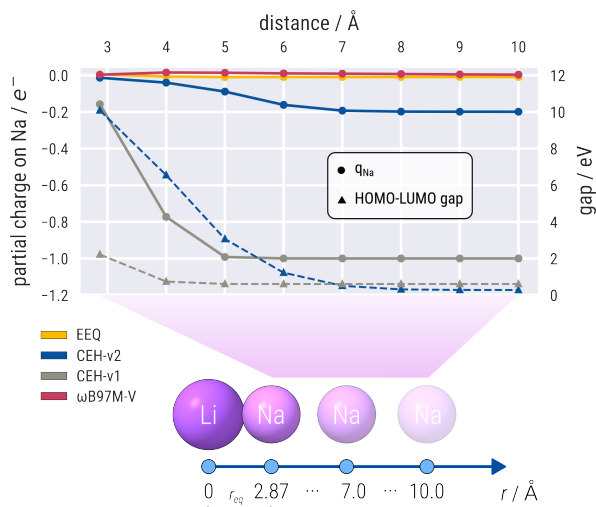 distance / Å
3 4 5 6 7 8 9 10
partial charge on Na / e⁻
0.0
−0.2
−0.4
−0.6
−0.8
−1.0
−1.2
12
10
8
6
4
2
0
gap / eV
q_Na
HOMO-LUMO gap
EEQ
CEH-v2
CEH-v1
ωB97M-V
Li Na Na Na
0 r_eq 2.87 ··· 7.0 ··· 10.0 r / Å